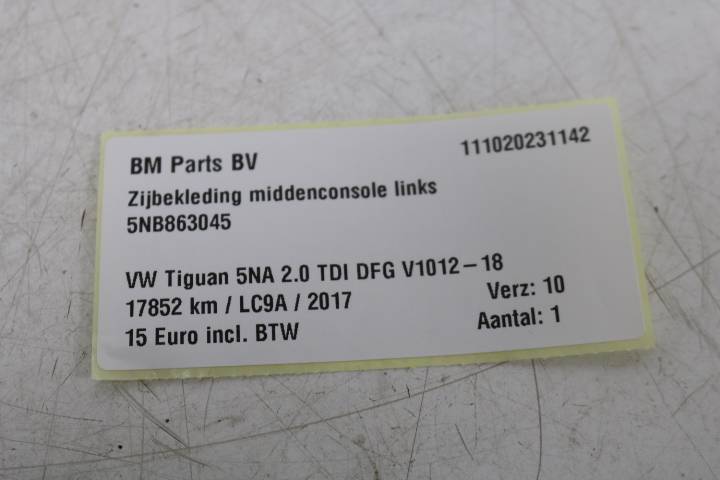 BM Parts BV
111020231142
Zijbekleding middenconsole links
5NB863045
VW Tiguan 5NA 2.0 TDI DFG V1012-18
17852 km / LC9A / 2017
Verz: 10
15 Euro incl. BTW
Aantal: 1